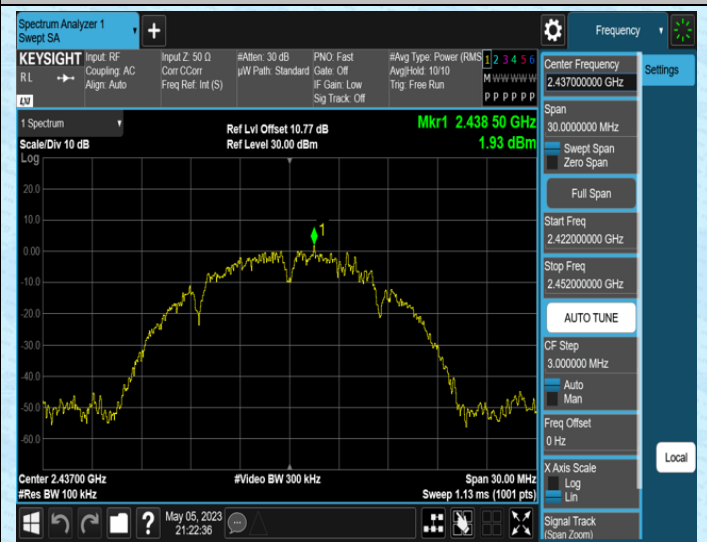 Spectrum Analyzer 1
Swept SA
+
Frequency
KEYSIGHT
R L
LXI
Input: RF
Coupling: AC
Align: Auto
Input Z: 50 Ω
Corr CCorr
Freq Ref: Int (S)
#Atten: 30 dB
µW Path: Standard
PNO: Fast
Gate: Off
IF Gain: Low
Sig Track: Off
#Avg Type: Power (RMS
Avg|Hold: 10/10
Trig: Free Run
1 2 3 4 5 6
M W W W W W
P P P P P P
1 Spectrum
Scale/Div 10 dB
Log
Ref Lvl Offset 10.77 dB
Ref Level 30.00 dBm
Mkr1 2.438 50 GHz
1.93 dBm
20.0
10.0
0.00
-10.0
-20.0
-30.0
-40.0
-50.0
-60.0
1
Center 2.43700 GHz
#Res BW 100 kHz
#Video BW 300 kHz
Span 30.00 MHz
Sweep 1.13 ms (1001 pts)
Center Frequency
2.437000000 GHz
Span
30.0000000 MHz
Swept Span
Zero Span
Full Span
Start Freq
2.422000000 GHz
Stop Freq
2.452000000 GHz
AUTO TUNE
CF Step
3.000000 MHz
Auto
Man
Freq Offset
0 Hz
X Axis Scale
Log
Lin
Signal Track
(Span Zoom)
Settings
Local
?
May 05, 2023
21:22:36